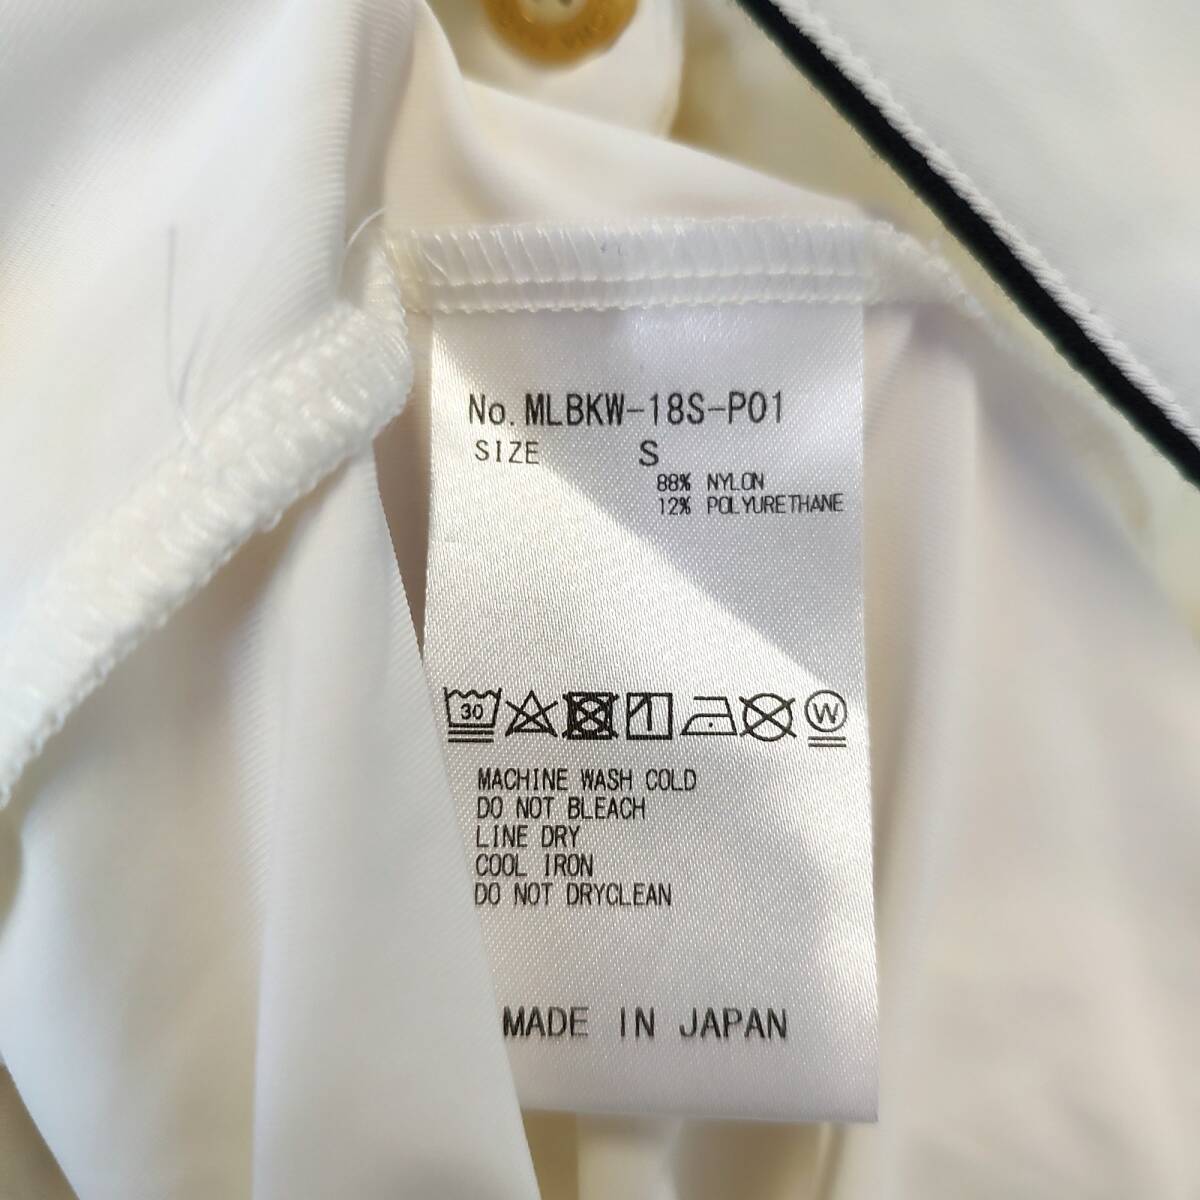 No. MLBKW-18S-P01
SIZE S
88% NYLON
12% POLYURETHANE
30 W
MACHINE WASH COLD
DO NOT BLEACH
LINE DRY
COOL IRON
DO NOT DRYCLEAN
MADE IN JAPAN